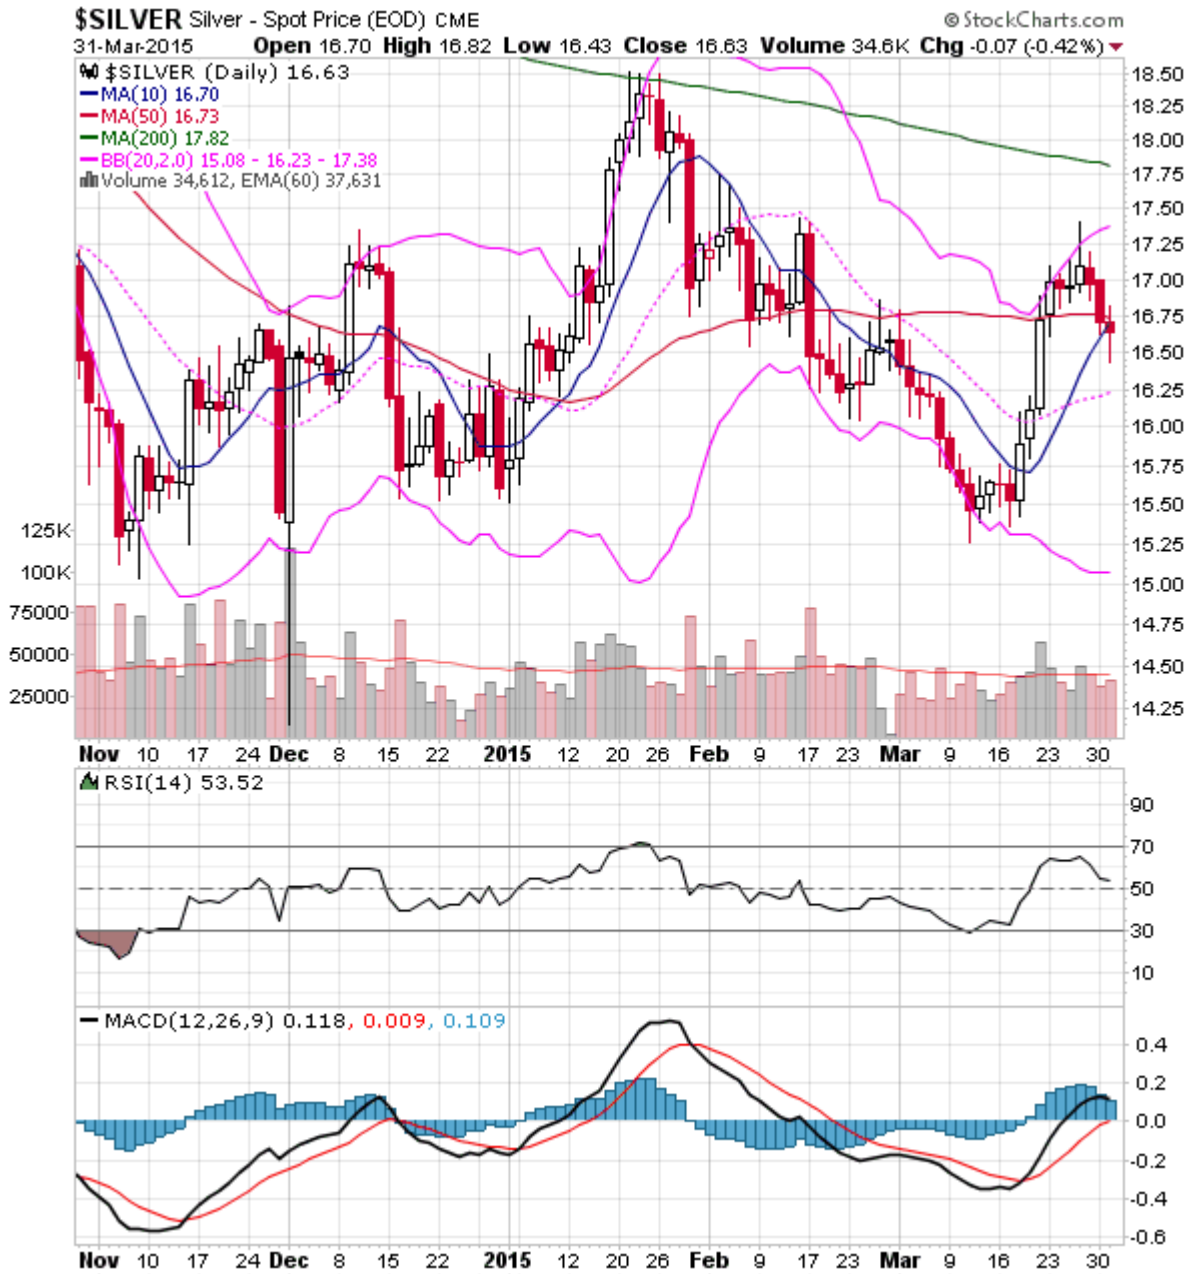 $SILVER Silver - Spot Price (EOD) CME © StockCharts.com
31-Mar-2015 Open 16.70 High 16.82 Low 16.43 Close 16.63 Volume 34.6K Chg -0.07 (-0.42%)
$SILVER (Daily) 16.63
MA(10) 16.70
MA(50) 16.73
MA(200) 17.82
BB(20,2.0) 15.08 - 16.23 - 17.38
Volume 34,612, EMA(60) 37,631
18.50
18.25
18.00
17.75
17.50
17.25
17.00
16.75
16.50
16.25
16.00
15.75
15.50
15.25
15.00
14.75
14.50
14.25
125K
100K
75000
50000
25000
Nov 10 17 24 Dec 8 15 22 2015 12 20 26 Feb 9 17 23 Mar 9 16 23 30
RSI(14) 53.52
90
70
50
30
10
MACD(12,26,9) 0.118, 0.009, 0.109
0.4
0.2
0.0
-0.2
-0.4
-0.6
Nov 10 17 24 Dec 8 15 22 2015 12 20 26 Feb 9 17 23 Mar 9 16 23 30